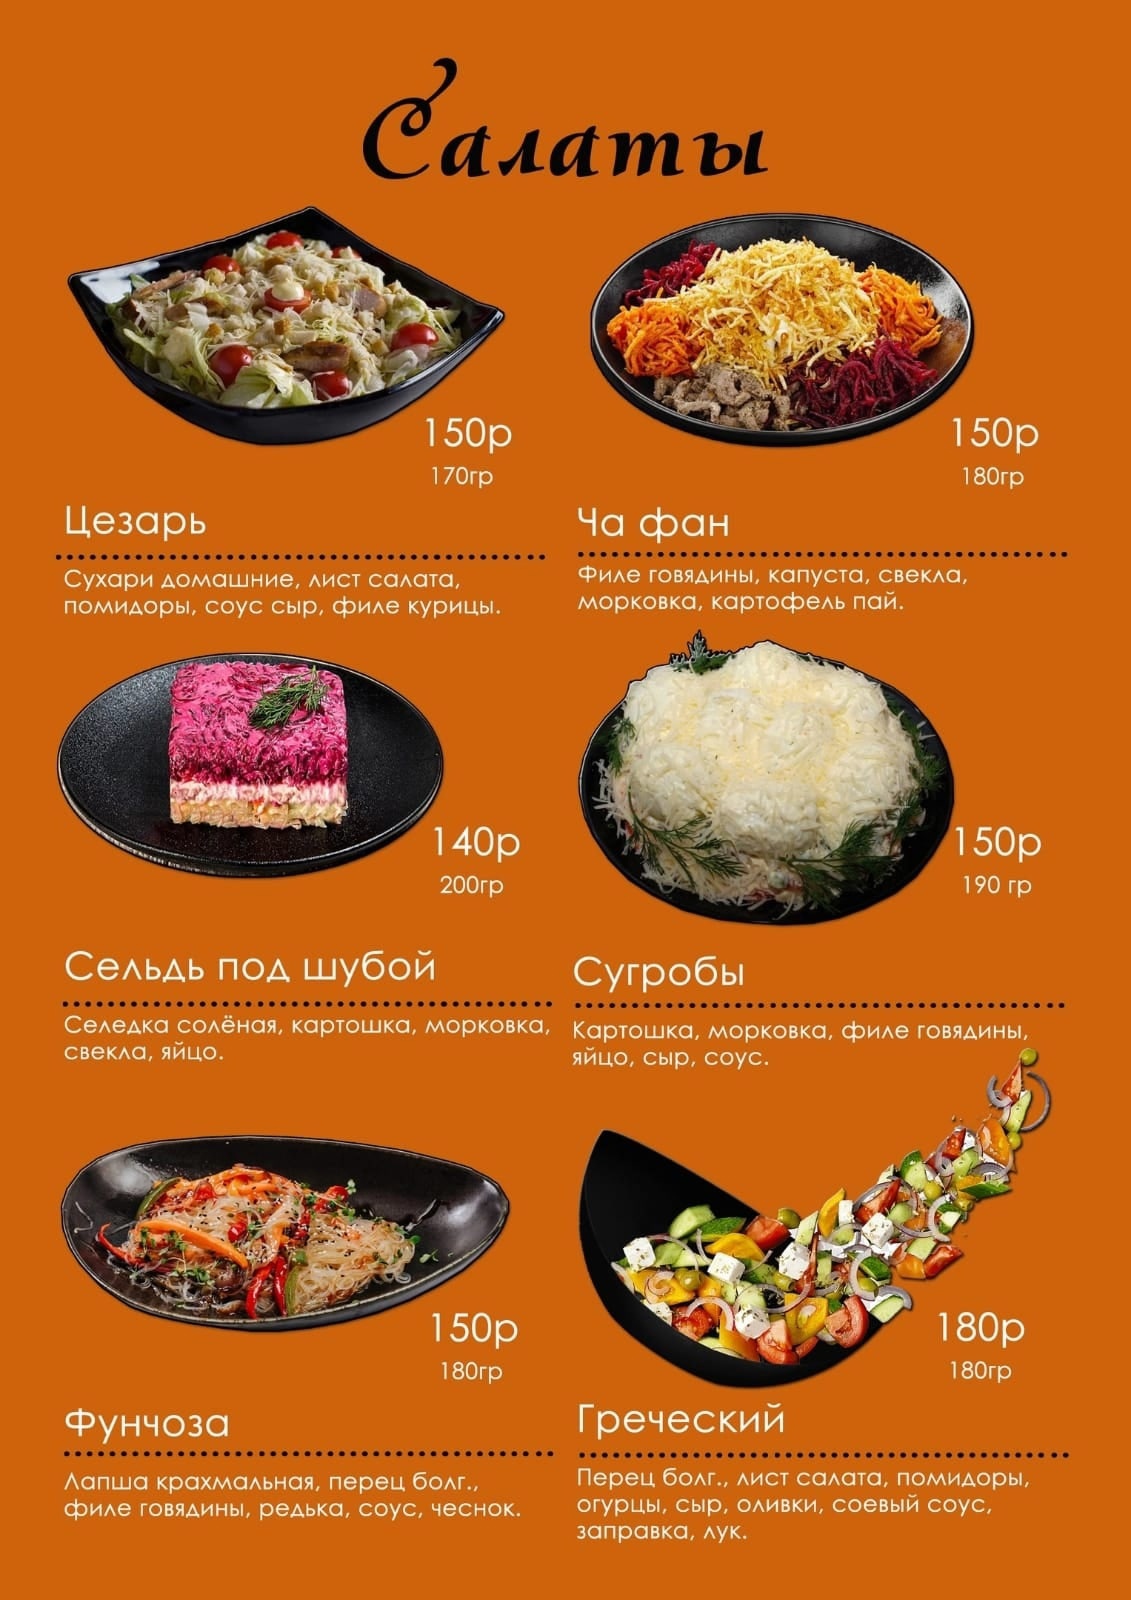 Салаты
150р
170гр
Цезарь
Сухари домашние, лист салата,
помидоры, соус сыр, филе курицы.
150р
180гр
Ча фан
Филе говядины, капуста, свекла,
морковка, картофель пай.
140р
200гр
Сельдь под шубой
Селедка солёная, картошка, морковка,
свекла, яйцо.
150р
190 гр
Сугробы
Картошка, морковка, филе говядины,
яйцо, сыр, соус.
150р
180гр
Фунчоза
Лапша крахмальная, перец болг.,
филе говядины, редька, соус, чеснок.
180р
180гр
Греческий
Перец болг., лист салата, помидоры,
огурцы, сыр, оливки, соевый соус,
заправка, лук.